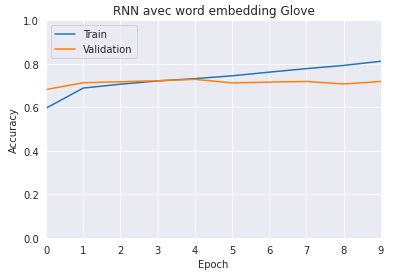 RNN avec word embedding Glove
Train
Validation
1.0
0.8
0.6
0.4
0.2
0.0
Accuracy
0 1 2 3 4 5 6 7 8 9
Epoch